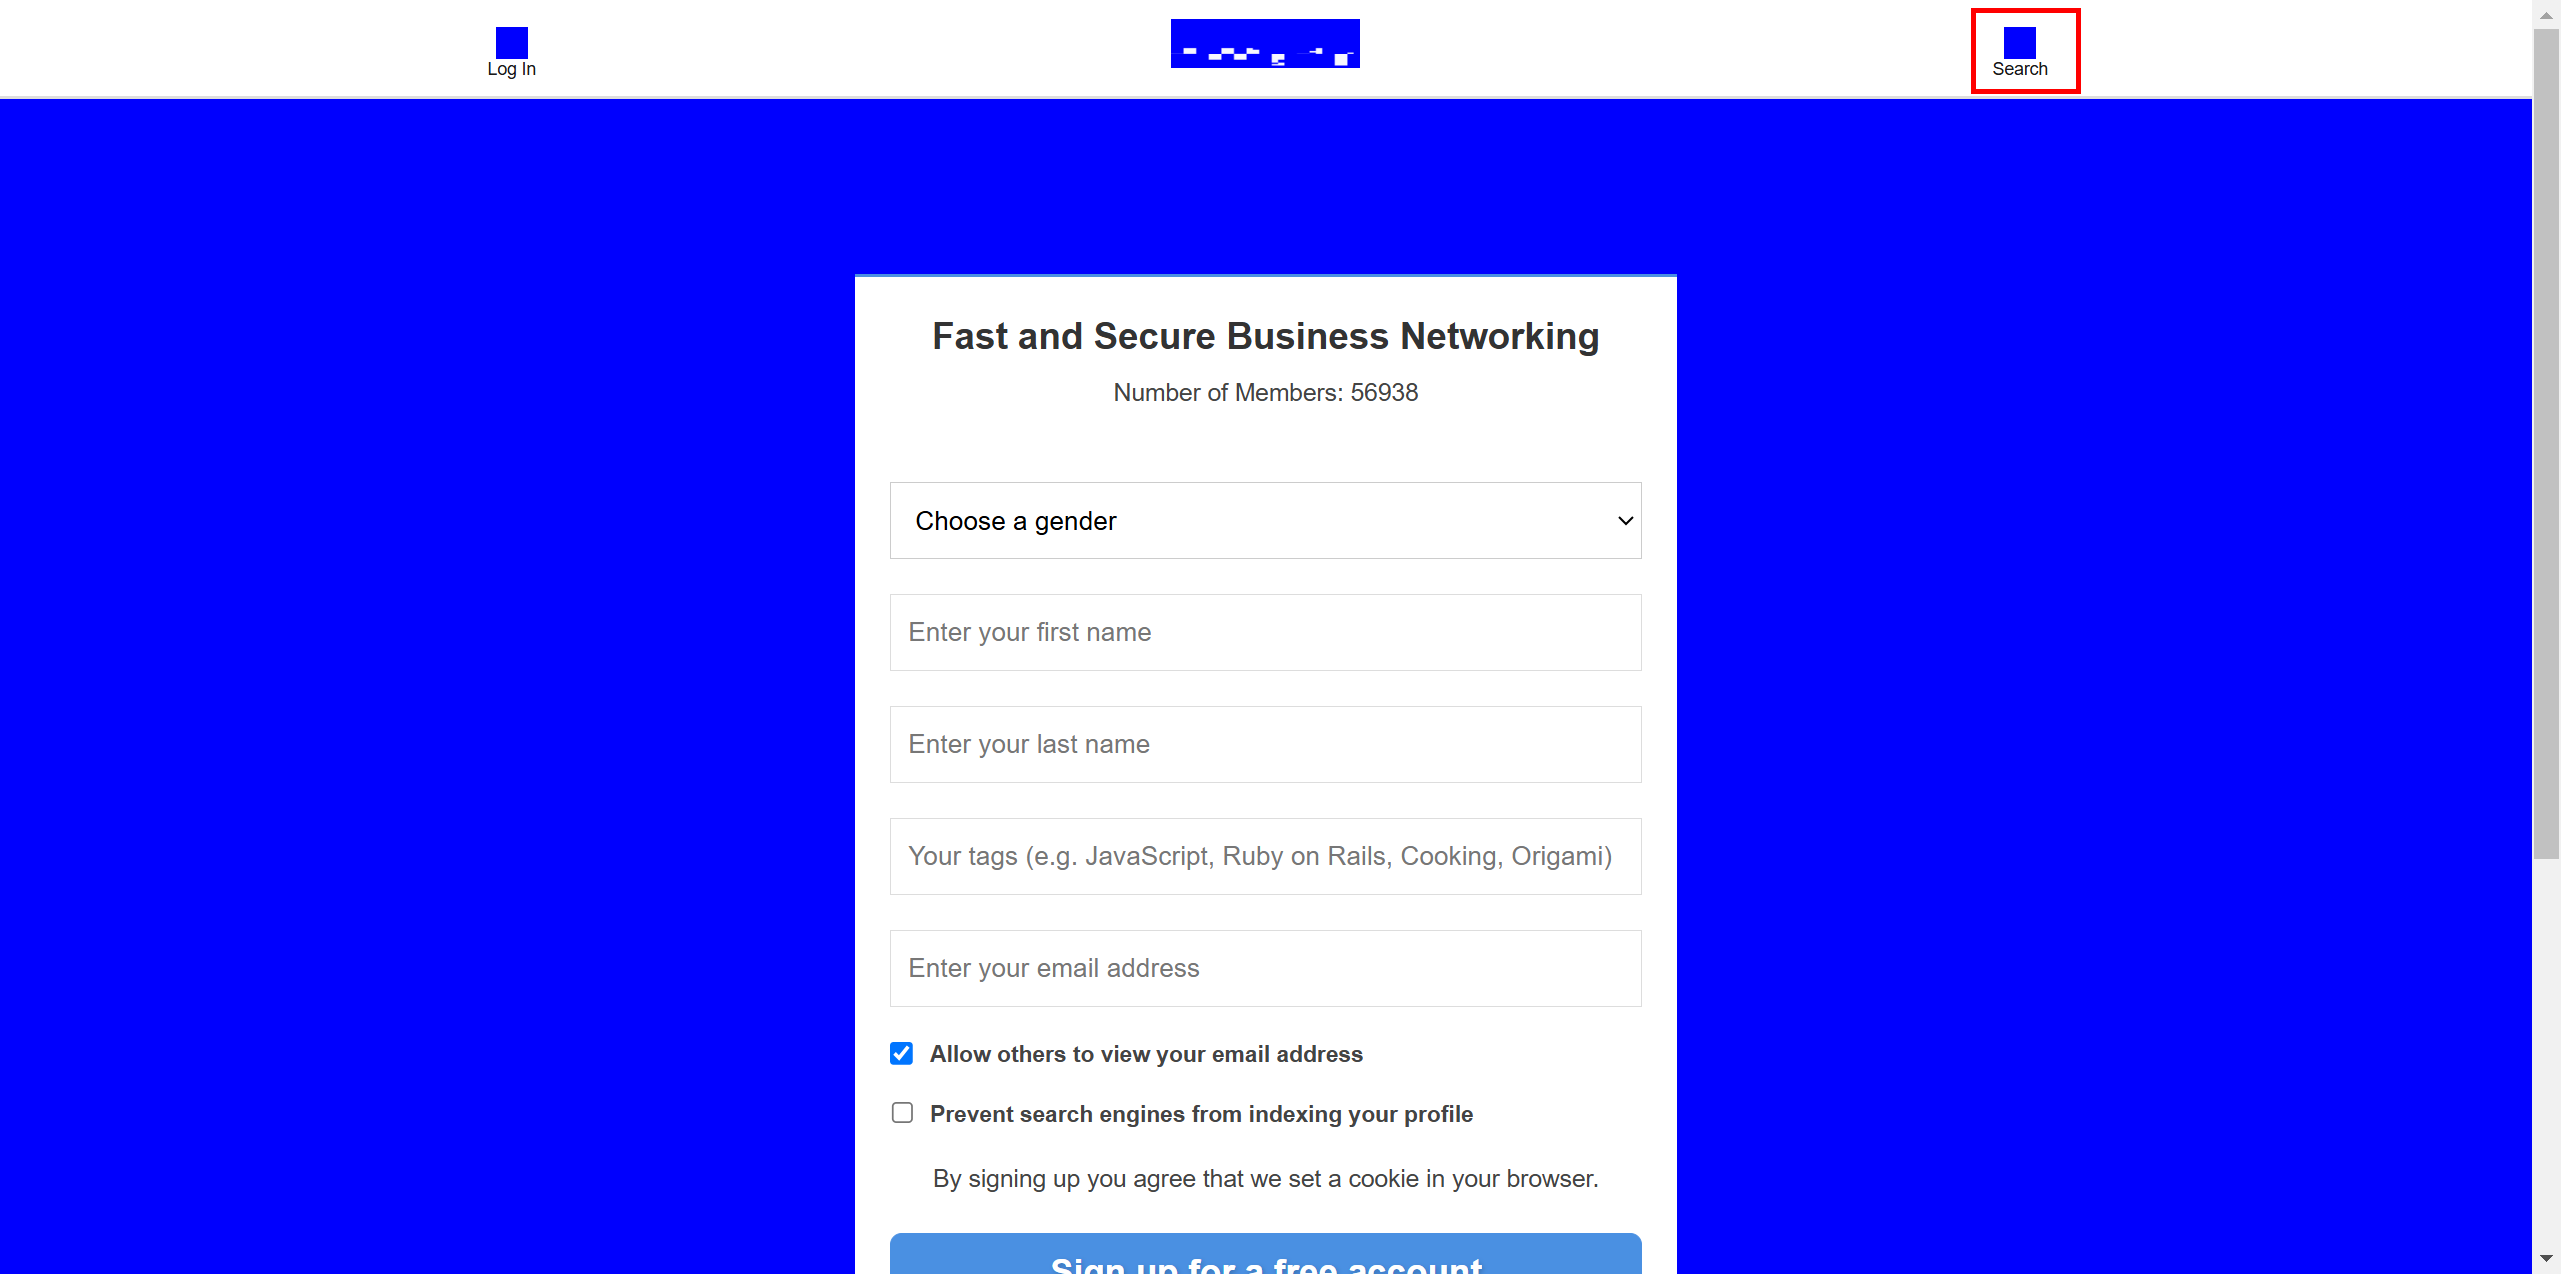 Log In
Search
Fast and Secure Business Networking
Number of Members: 56938
Choose a gender
Enter your first name
Enter your last name
Your tags (e.g. JavaScript, Ruby on Rails, Cooking, Origami)
Enter your email address
Allow others to view your email address
Prevent search engines from indexing your profile
By signing up you agree that we set a cookie in your browser.
Sign up for a free account